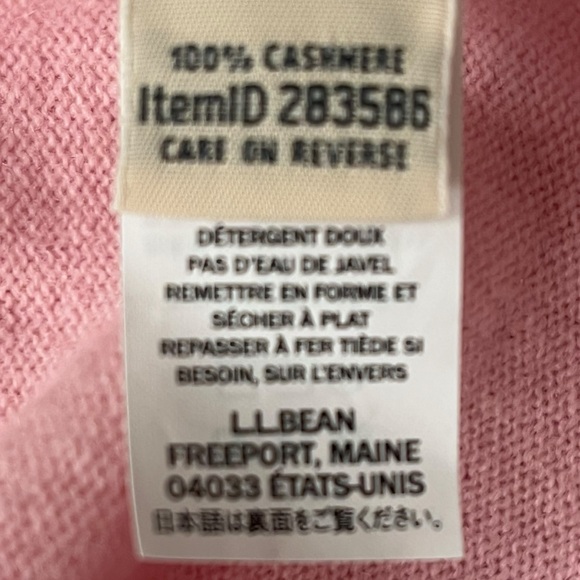 100% CASHMERE
ItemID 283586
CARE ON REVERSE
DÉTERGENT DOUX
PAS D'EAU DE JAVEL
REMETTRE EN FORME ET
SÉCHER À PLAT
REPASSER À FER TIÈDE SI
BESOIN, SUR L'ENVERS
L.L.BEAN
FREEPORT, MAINE
04033 ÉTATS-UNIS
日本語は裏面をご覧ください。